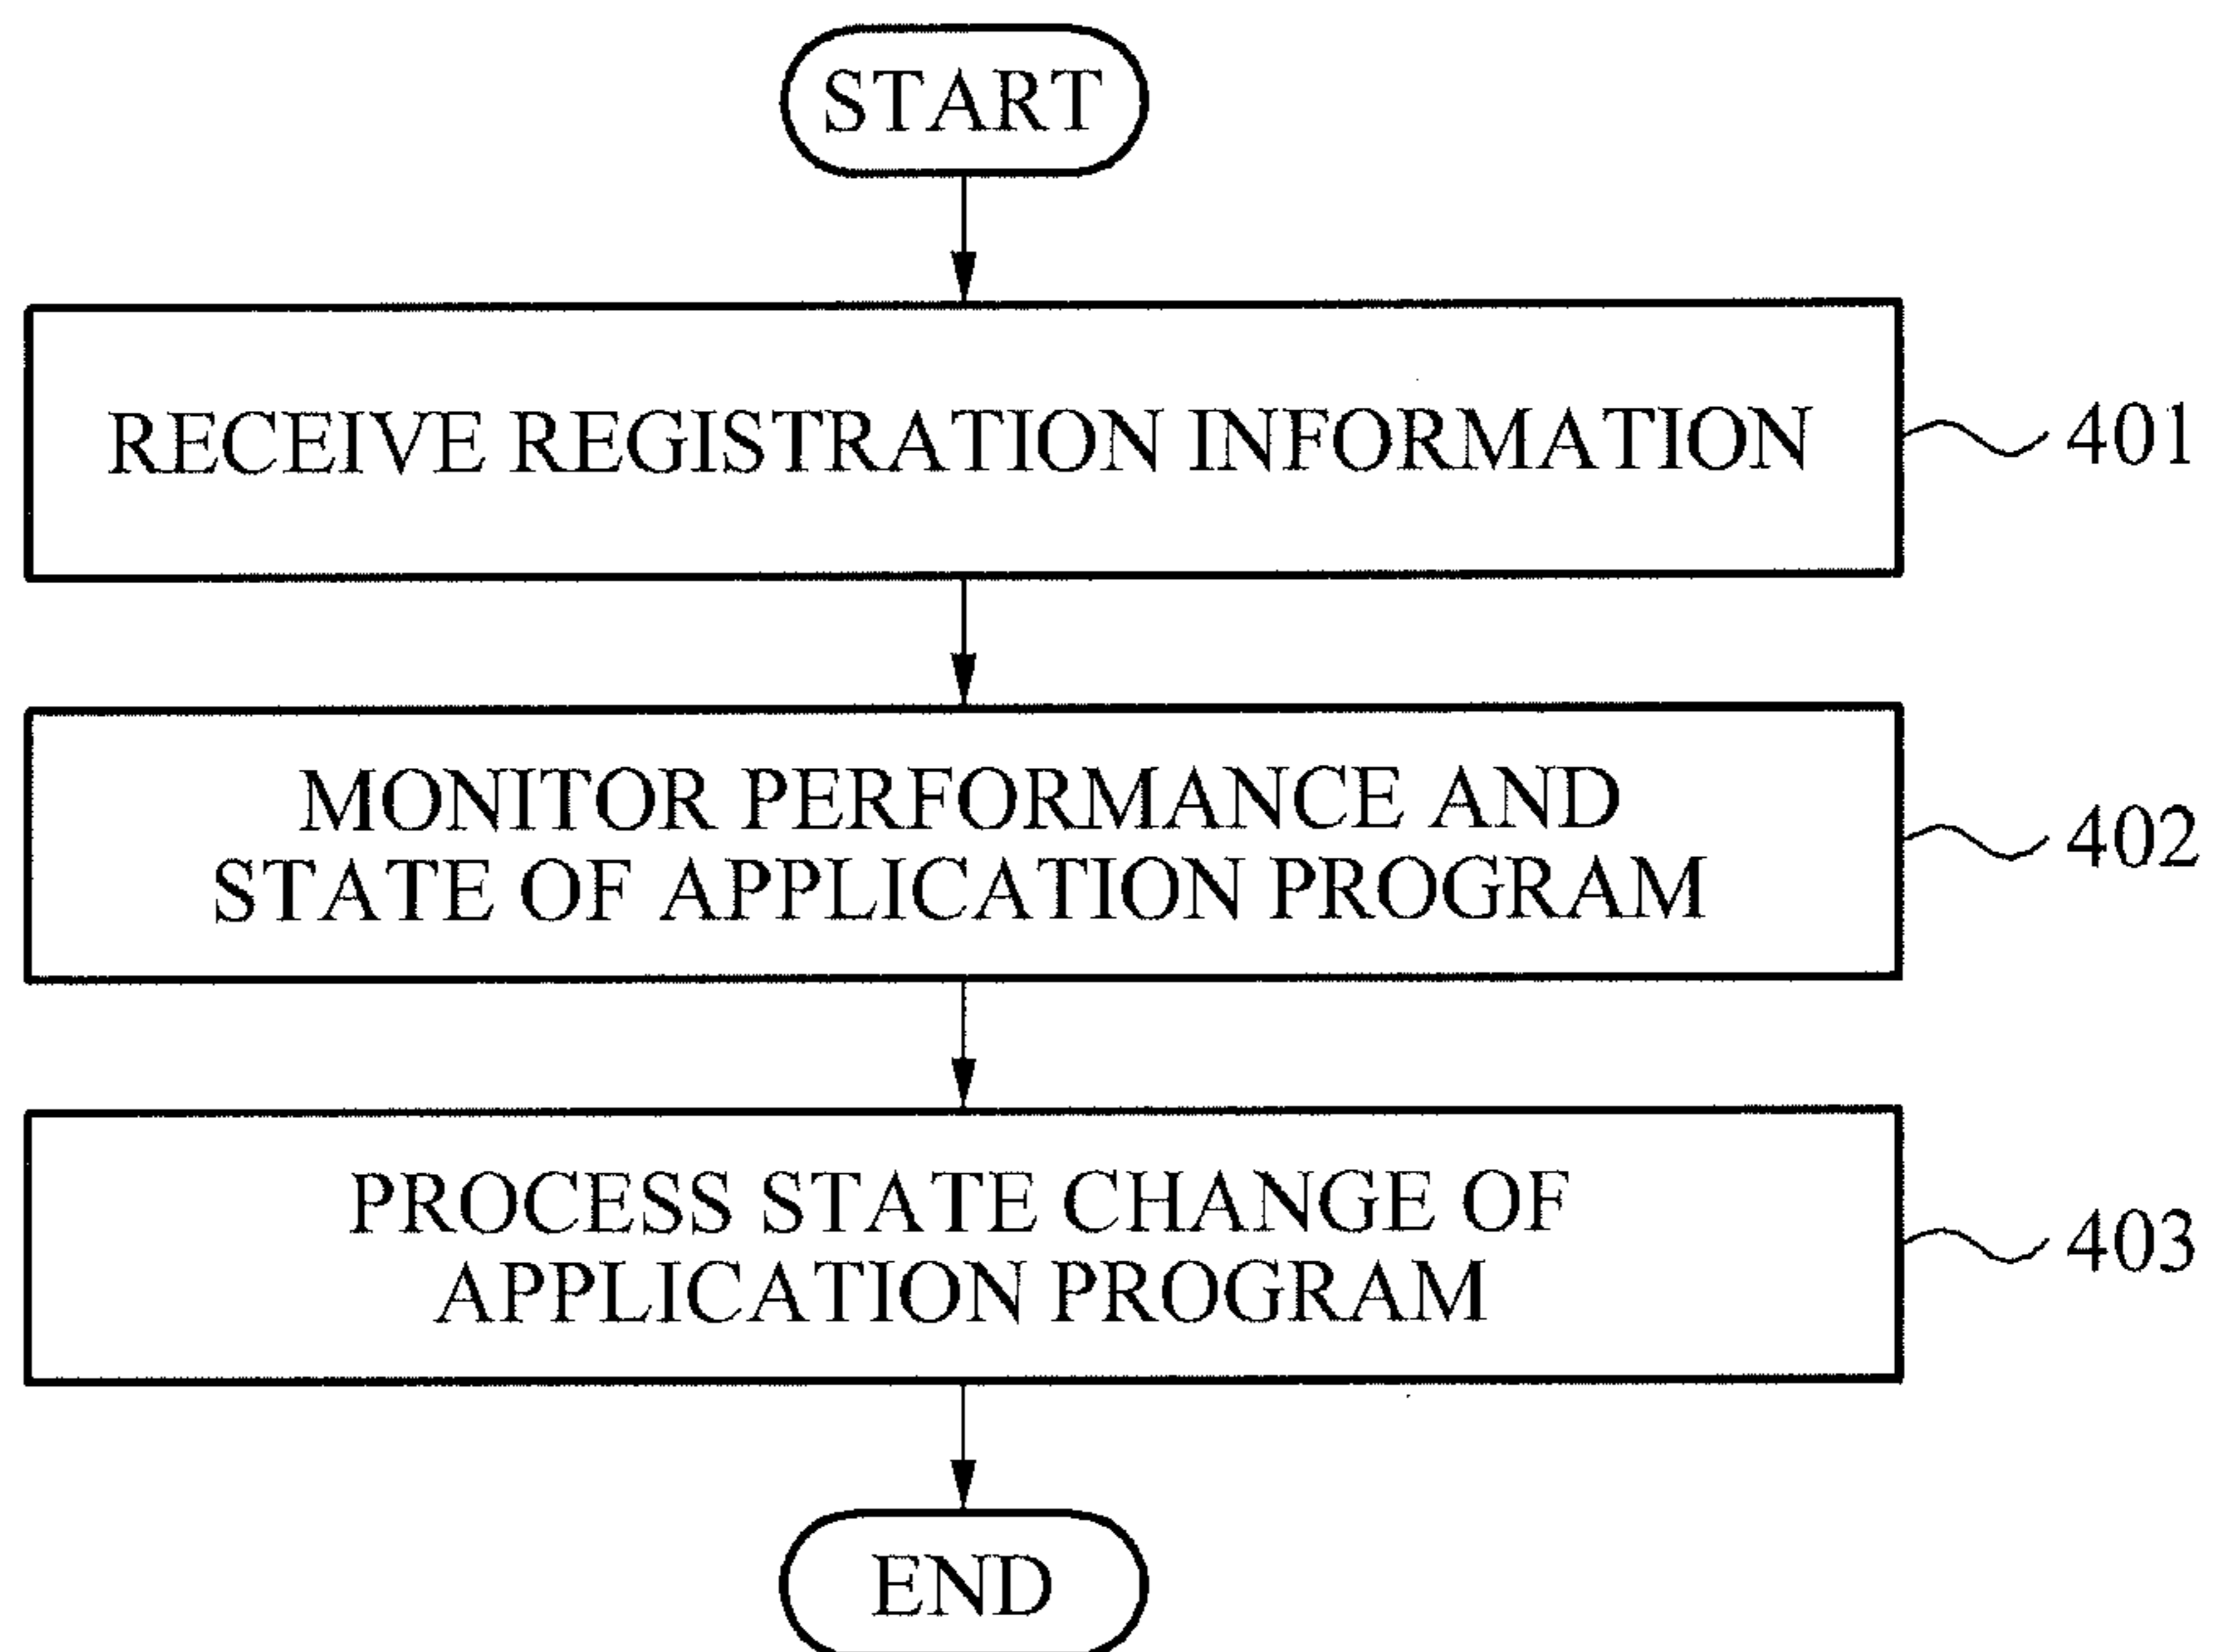 START
RECEIVE REGISTRATION INFORMATION
401
MONITOR PERFORMANCE AND
STATE OF APPLICATION PROGRAM
402
PROCESS STATE CHANGE OF
APPLICATION PROGRAM
403
END